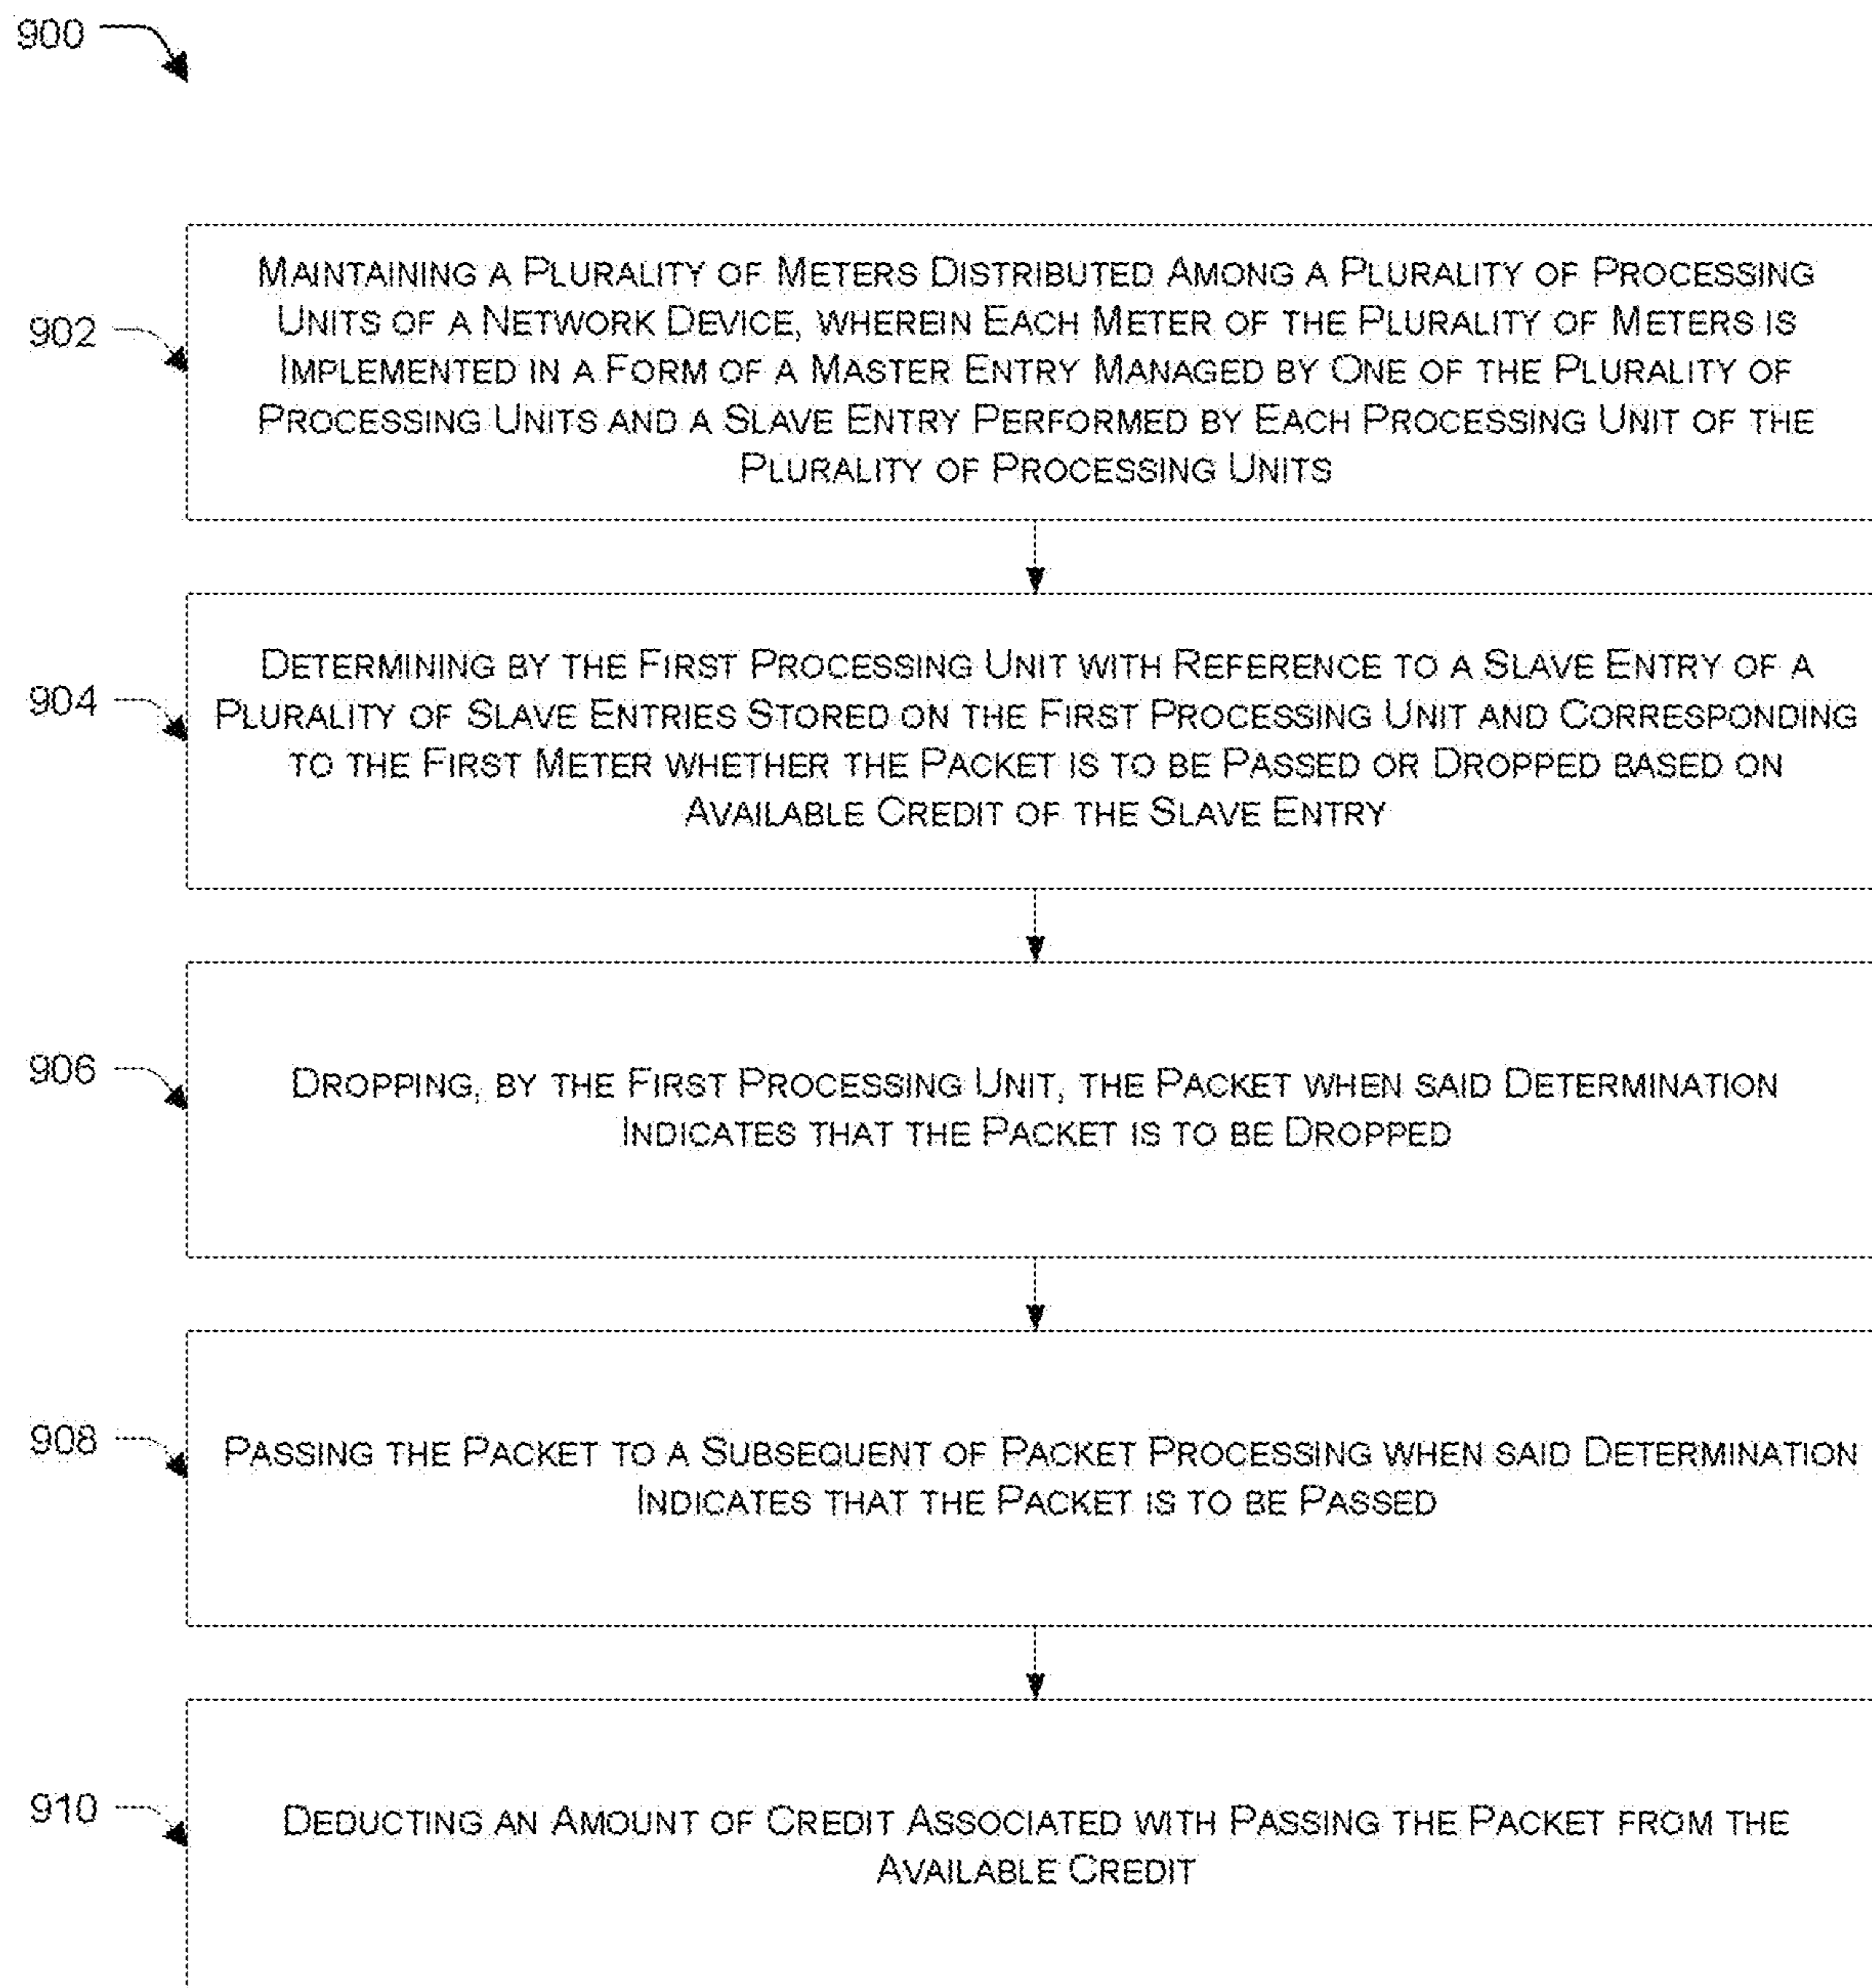 900
902
MAINTAINING A PLURALITY OF METERS DISTRIBUTED AMONG A PLURALITY OF PROCESSING
UNITS OF A NETWORK DEVICE, WHEREIN EACH METER OF THE PLURALITY OF METERS IS
IMPLEMENTED IN A FORM OF A MASTER ENTRY MANAGED BY ONE OF THE PLURALITY OF
PROCESSING UNITS AND A SLAVE ENTRY PERFORMED BY EACH PROCESSING UNIT OF THE
PLURALITY OF PROCESSING UNITS
904
DETERMINING BY THE FIRST PROCESSING UNIT WITH REFERENCE TO A SLAVE ENTRY OF A
PLURALITY OF SLAVE ENTRIES STORED ON THE FIRST PROCESSING UNIT AND CORRESPONDING
TO THE FIRST METER WHETHER THE PACKET IS TO BE PASSED OR DROPPED BASED ON
AVAILABLE CREDIT OF THE SLAVE ENTRY
906
DROPPING, BY THE FIRST PROCESSING UNIT, THE PACKET WHEN SAID DETERMINATION
INDICATES THAT THE PACKET IS TO BE DROPPED
908
PASSING THE PACKET TO A SUBSEQUENT OF PACKET PROCESSING WHEN SAID DETERMINATION
INDICATES THAT THE PACKET IS TO BE PASSED
910
DEDUCTING AN AMOUNT OF CREDIT ASSOCIATED WITH PASSING THE PACKET FROM THE
AVAILABLE CREDIT